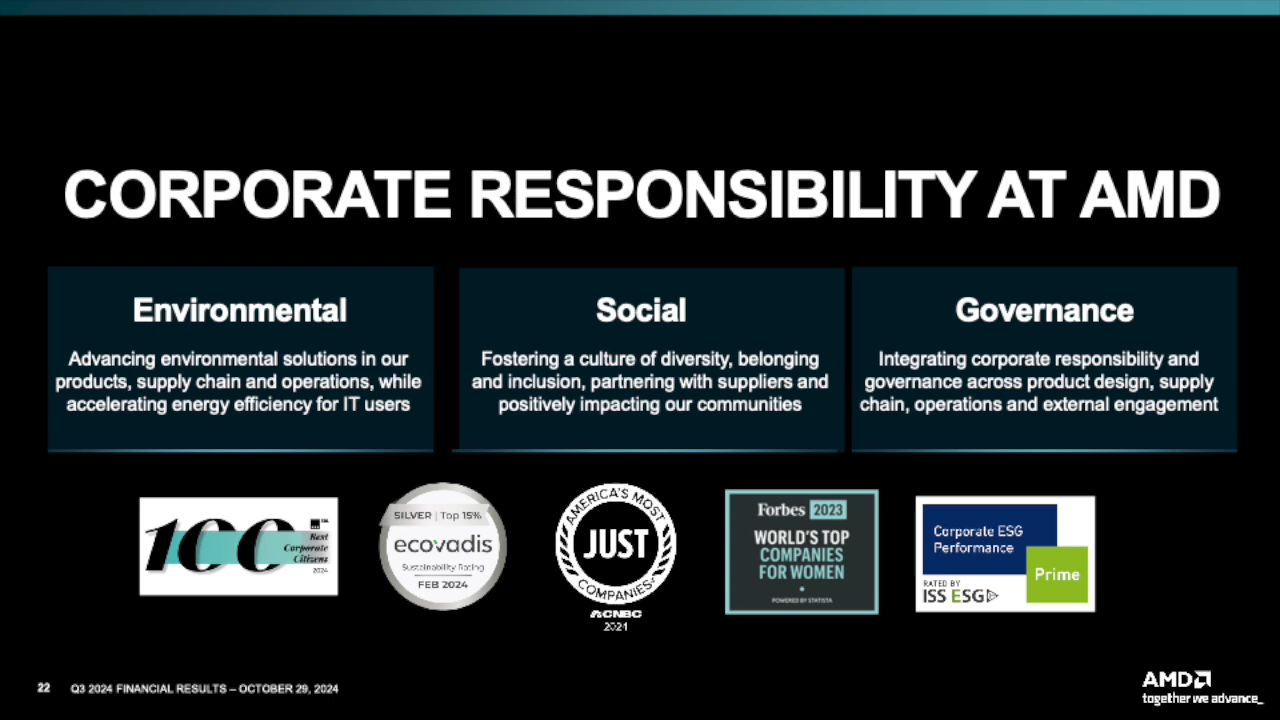 CORPORATE RESPONSIBILITY AT AMD
Environmental
Advancing environmental solutions in our
products, supply chain and operations, while
accelerating energy efficiency for IT users
Social
Fostering a culture of diversity, belonging
and inclusion, partnering with suppliers and
positively impacting our communities
Governance
Integrating corporate responsibility and
governance across product design, supply
chain, operations and external engagement
100
Best
Corporate
Citizens
2024
SILVER | Top 15%
ecovadis
Sustainability Rating
FEB 2024
AMERICA'S MOST
JUST
COMPANIES
CNBC
2024
Forbes 2023
WORLD'S TOP
COMPANIES
FOR WOMEN
POWERED BY STATISTA
Corporate ESG
Performance
Prime
RATED BY
ISS ESG
22 Q3 2024 FINANCIAL RESULTS – OCTOBER 29, 2024
AMD
together we advance_